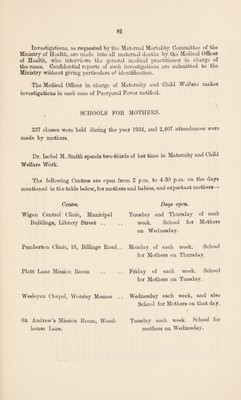 81
Investigations, as requested by the Maternal Mortality Committee of the
Ministry of Health, are made into all maternal deaths by the Medical Officer
of Health, who interviews the general medical practitioner in charge of
the cases. Confidential reports of such investigations are submitted to the
Ministry without giving particulars of identification.
The Medical Officer in charge of Maternity and Child Welfare makes
investigations in each case of Puerperal Fever notified.
SCHOOLS FOR MOTHERS.
237 classes were held during the year 1934, and 2,407 attendances were
made by mothers.
Dr. Isobel M. Smith spends two-thirds of her time in Maternity and Child
Welfare Work.
The following Centres are open from 2 p.m. to 4-30 p.m. on the days
mentioned in the table below, for mothers and babies, and expectant mothers—
Centre. Days open.
Wigan Central Clinic, Municipal Tuesday and Thursday of each
Buildings, Library Street ... ... week. School for Mothers
on Wednesday.
Pemberton Clinic, 18, Billinge Road.. Monday of each week. School
for Mothers on Thursday.
Platt Lane Mission Room .. .. Friday of each week. School
for Mothers on Tuesday.
Wesleyan Chapel, Worsley Mesnes .. Wednesday each week, and also
School for Mothers on that day.
St. Andrew's Mission Room, Wood- Tuesday each week. School for
house Lane. mothers on Wednesday.